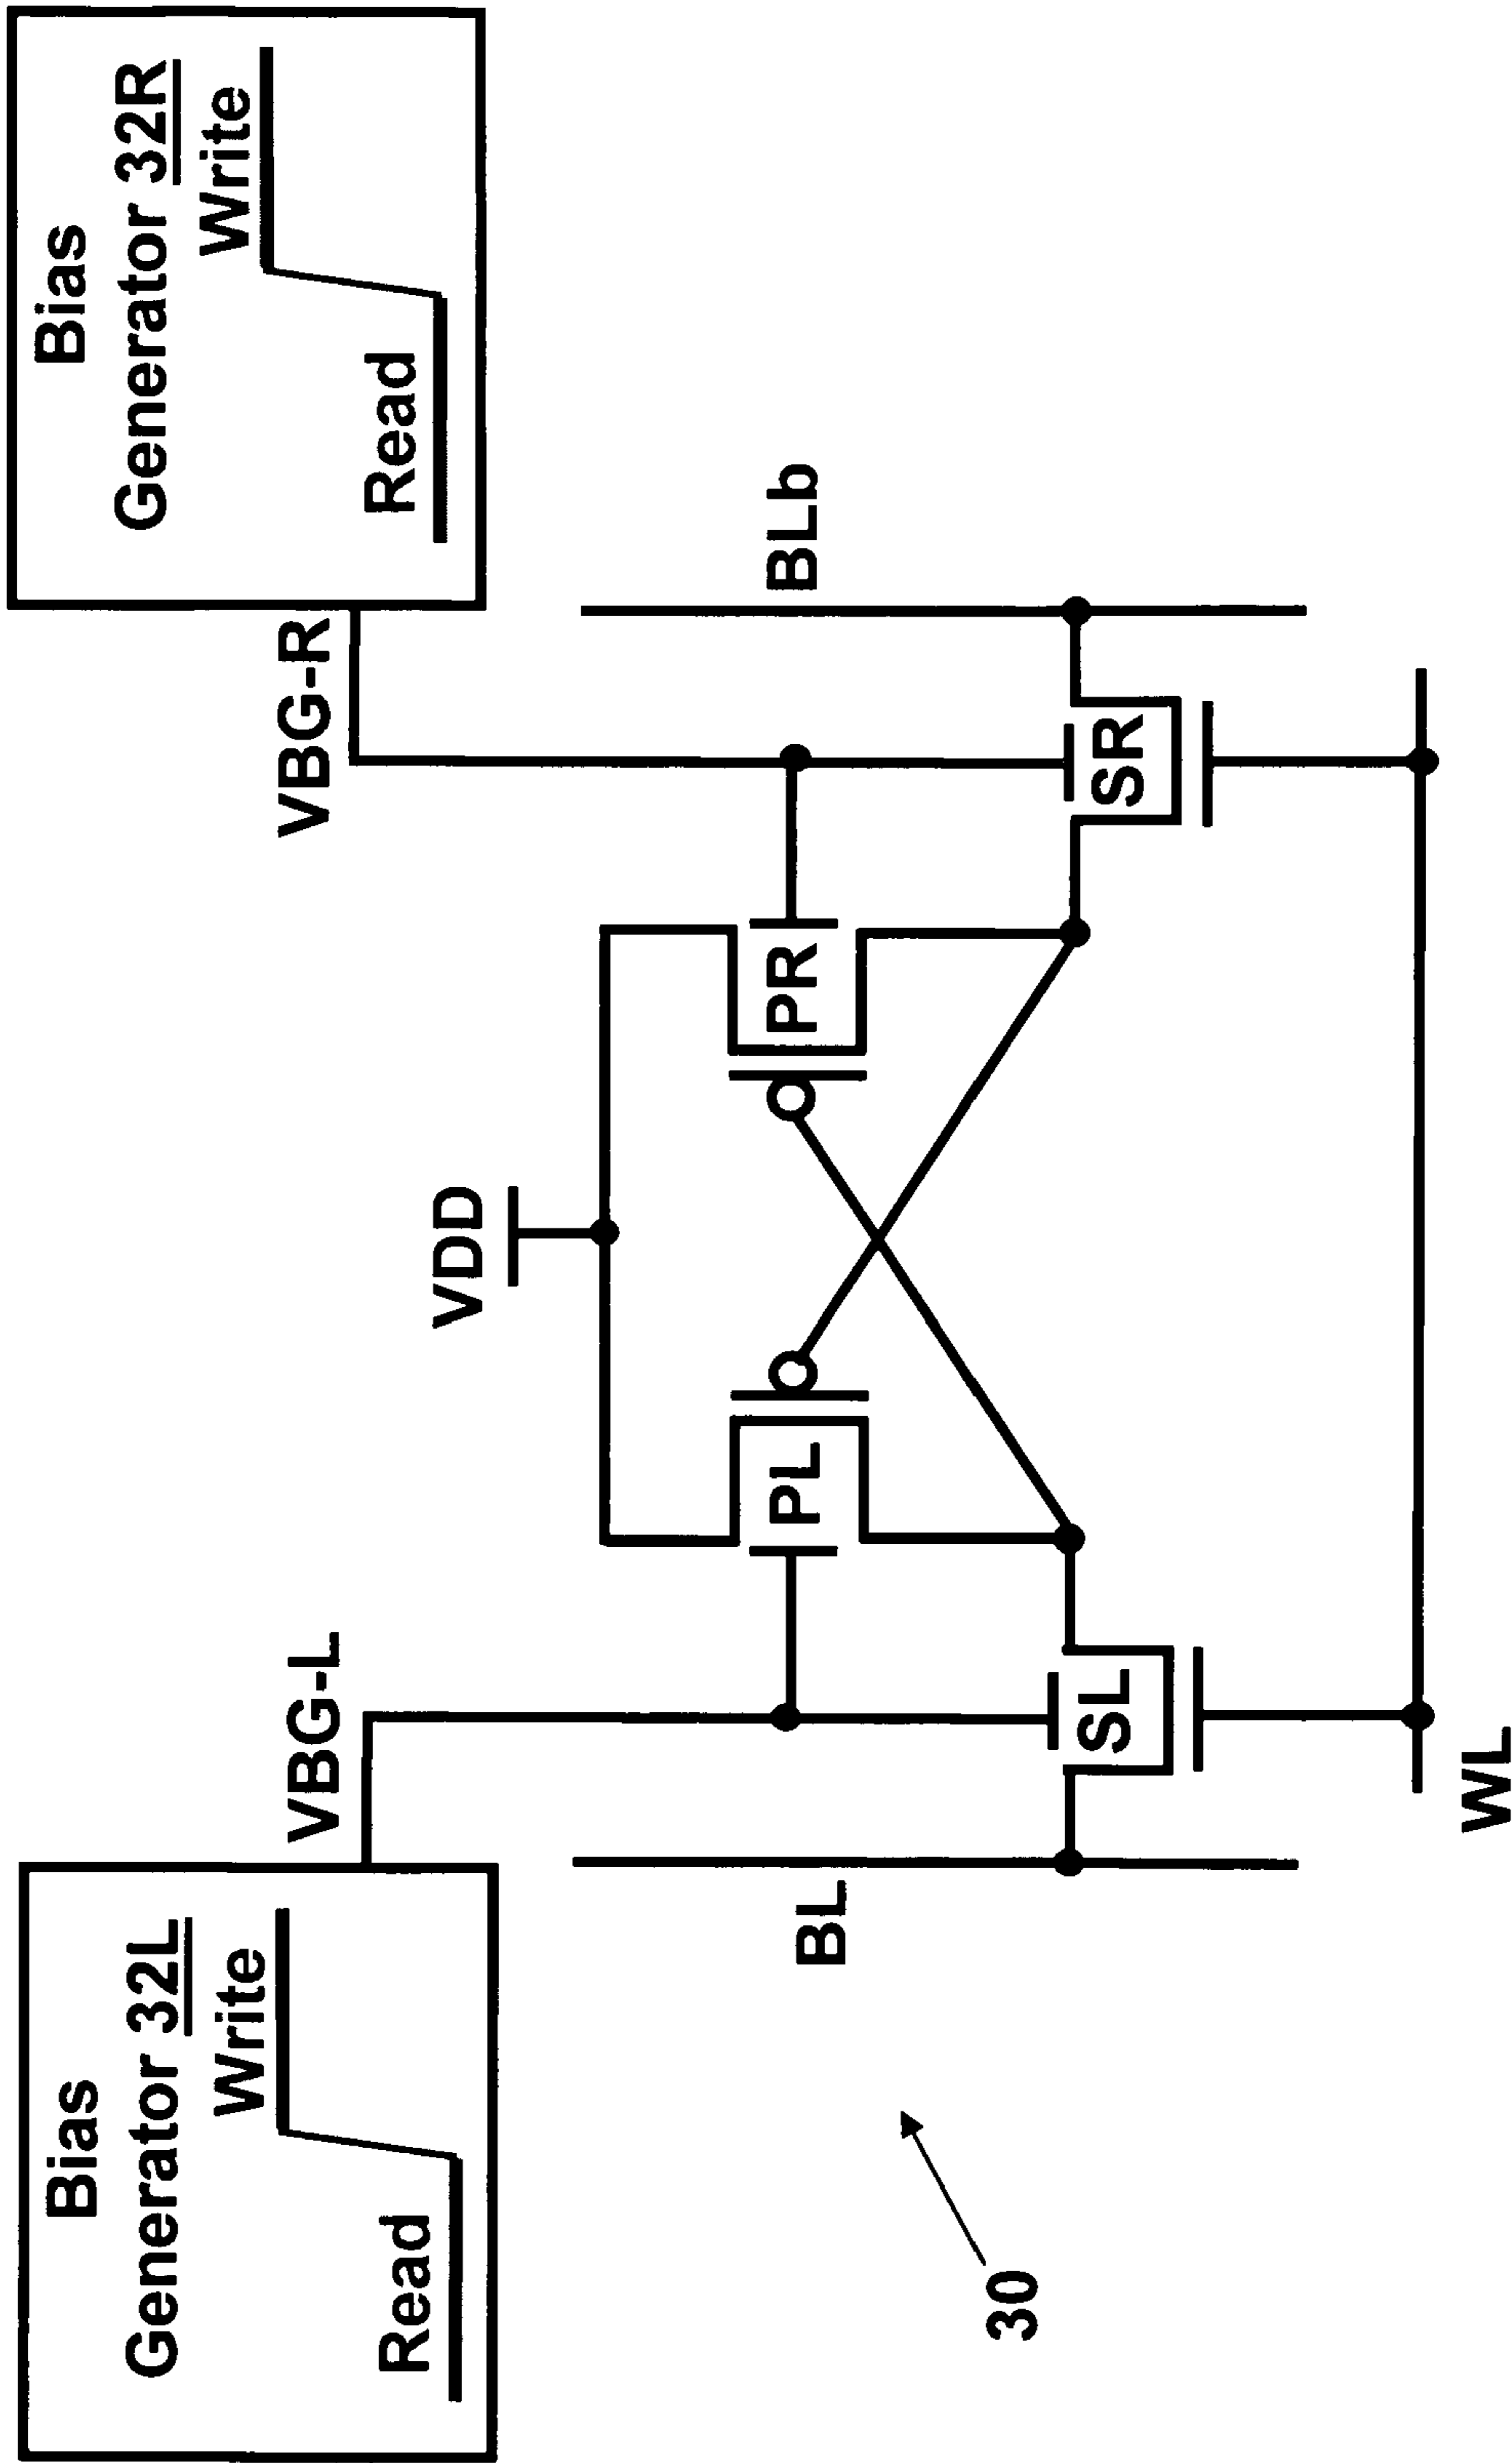 Bias
Generator 32L
Write
Read
Bias
Generator 32R
Write
Read
VBG-L
VBG-R
VDD
BL
PL
PR
BLb
SL
SR
30
WL